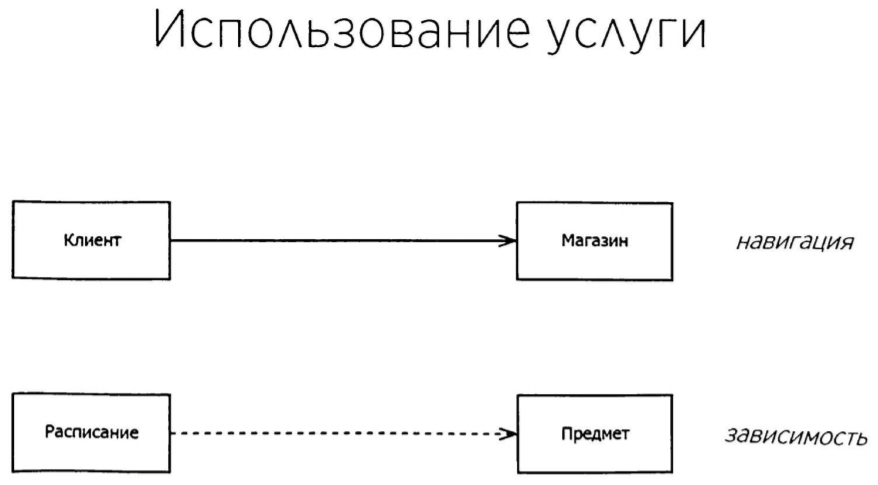 Использование услуги
Клиент
Магазин
навигация
Расписание
Предмет
зависимость